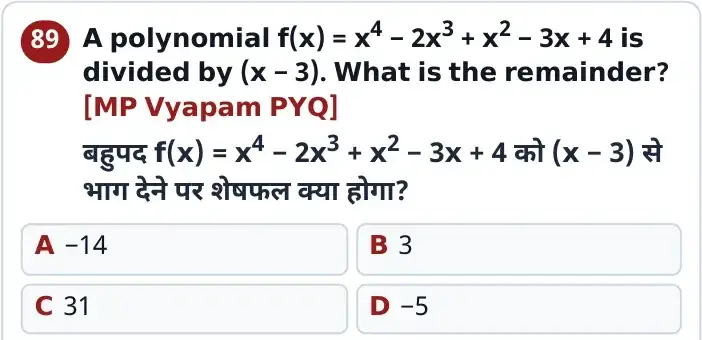 89 A polynomial f(x) = x⁴ − 2x³ + x² − 3x + 4 is
divided by (x − 3). What is the remainder?
[MP Vyapam PYQ]
बहुपद f(x) = x⁴ − 2x³ + x² − 3x + 4 को (x − 3) से
भाग देने पर शेषफल क्या होगा?
A −14
B 3
C 31
D −5